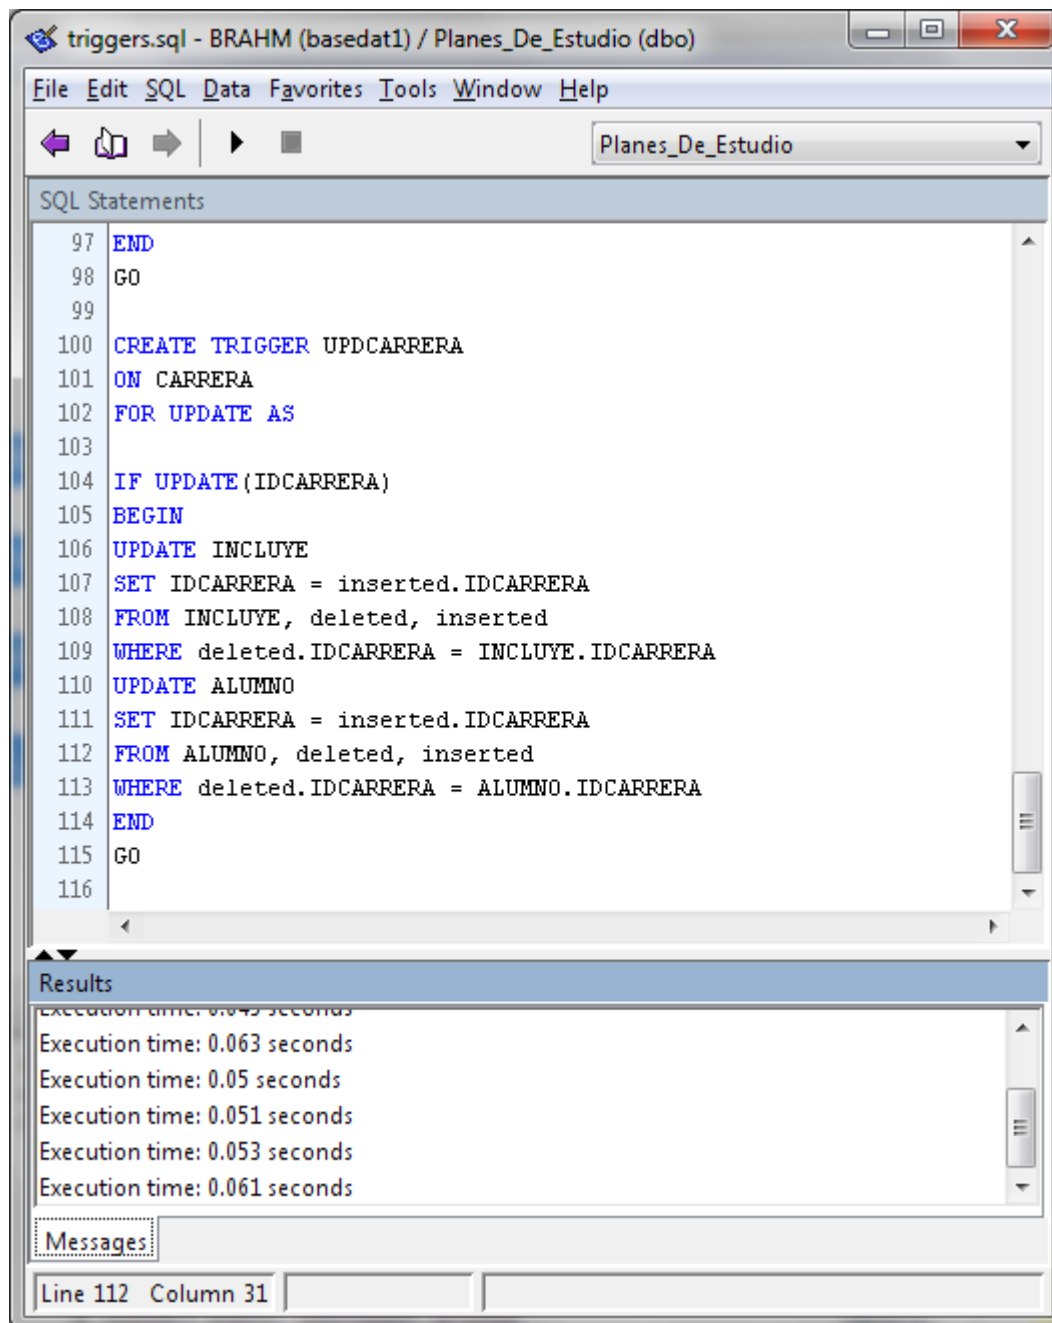 triggers.sql - BRAHM (basedat1) / Planes_De_Estudio (dbo)
File Edit SQL Data Favorites Tools Window Help
Planes_De_Estudio
SQL Statements
97 END
98 GO
99
100 CREATE TRIGGER UPDCARRERA
101 ON CARRERA
102 FOR UPDATE AS
103
104 IF UPDATE(IDCARRERA)
105 BEGIN
106 UPDATE INCLUYE
107 SET IDCARRERA = inserted.IDCARRERA
108 FROM INCLUYE, deleted, inserted
109 WHERE deleted.IDCARRERA = INCLUYE.IDCARRERA
110 UPDATE ALUMNO
111 SET IDCARRERA = inserted.IDCARRERA
112 FROM ALUMNO, deleted, inserted
113 WHERE deleted.IDCARRERA = ALUMNO.IDCARRERA
114 END
115 GO
116
Results
Execution time: seconds
Execution time: 0.063 seconds
Execution time: 0.05 seconds
Execution time: 0.051 seconds
Execution time: 0.053 seconds
Execution time: 0.061 seconds
Messages
Line 112 Column 31